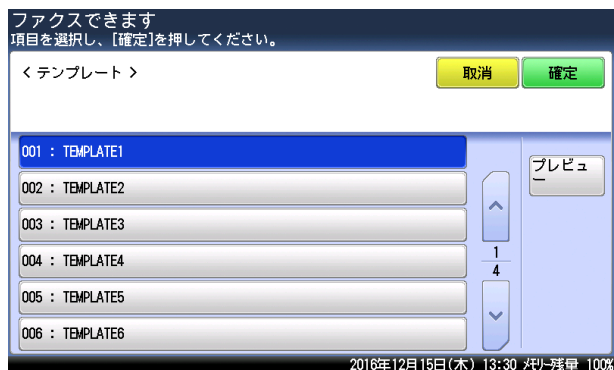 ファクスできます
項目を選択し、[確定]を押してください。
< テンプレート >
取消
確定
001 : TEMPLATE1
002 : TEMPLATE2
003 : TEMPLATE3
004 : TEMPLATE4
005 : TEMPLATE5
006 : TEMPLATE6
1
4
プレビュ
ー
2016年12月15日(木) 13:30 メモリー残量 100%